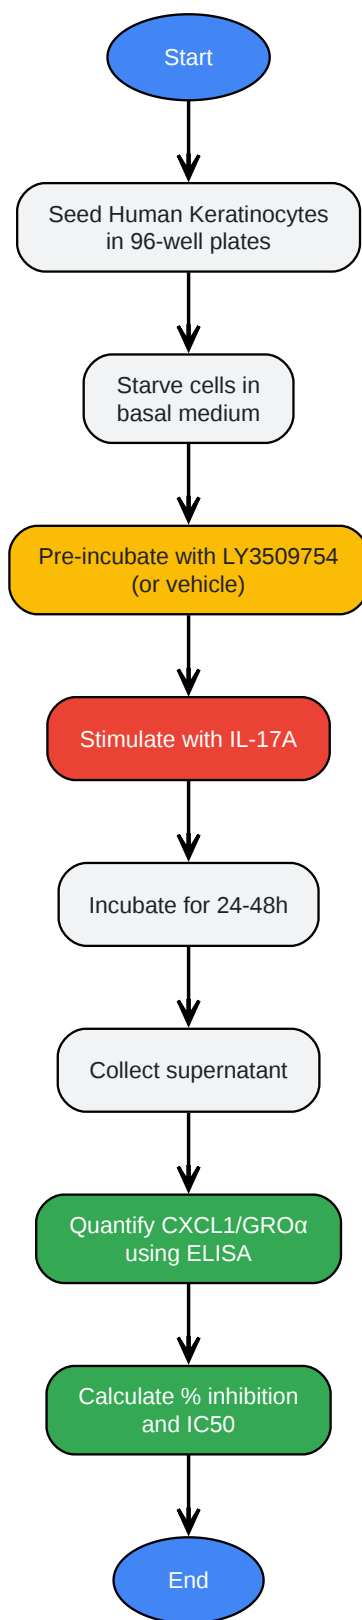 Start
Seed Human Keratinocytes
in 96-well plates
Starve cells in
basal medium
Pre-incubate with LY3509754
(or vehicle)
Stimulate with IL-17A
Incubate for 24-48h
Collect supernatant
Quantify CXCL1/GROα
using ELISA
Calculate % inhibition
and IC50
End